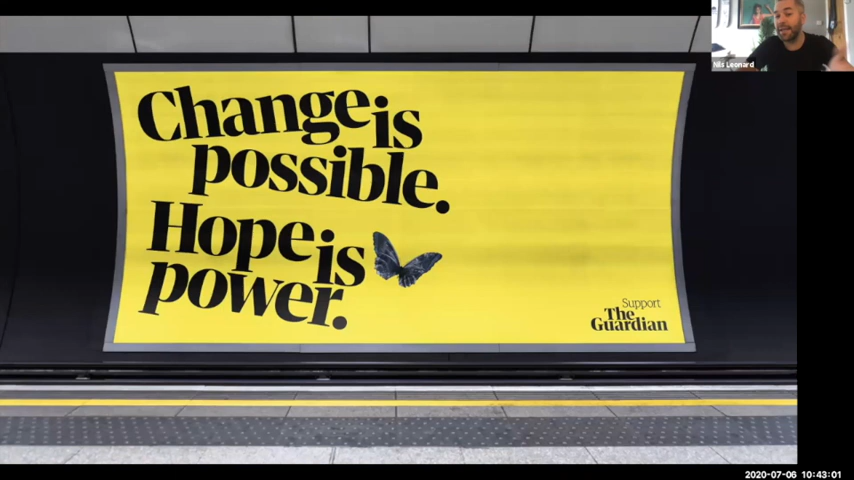 Nils Leonard
Change is
possible.
Hope is
power.
Support
The
Guardian
2020-07-06 10:43:01